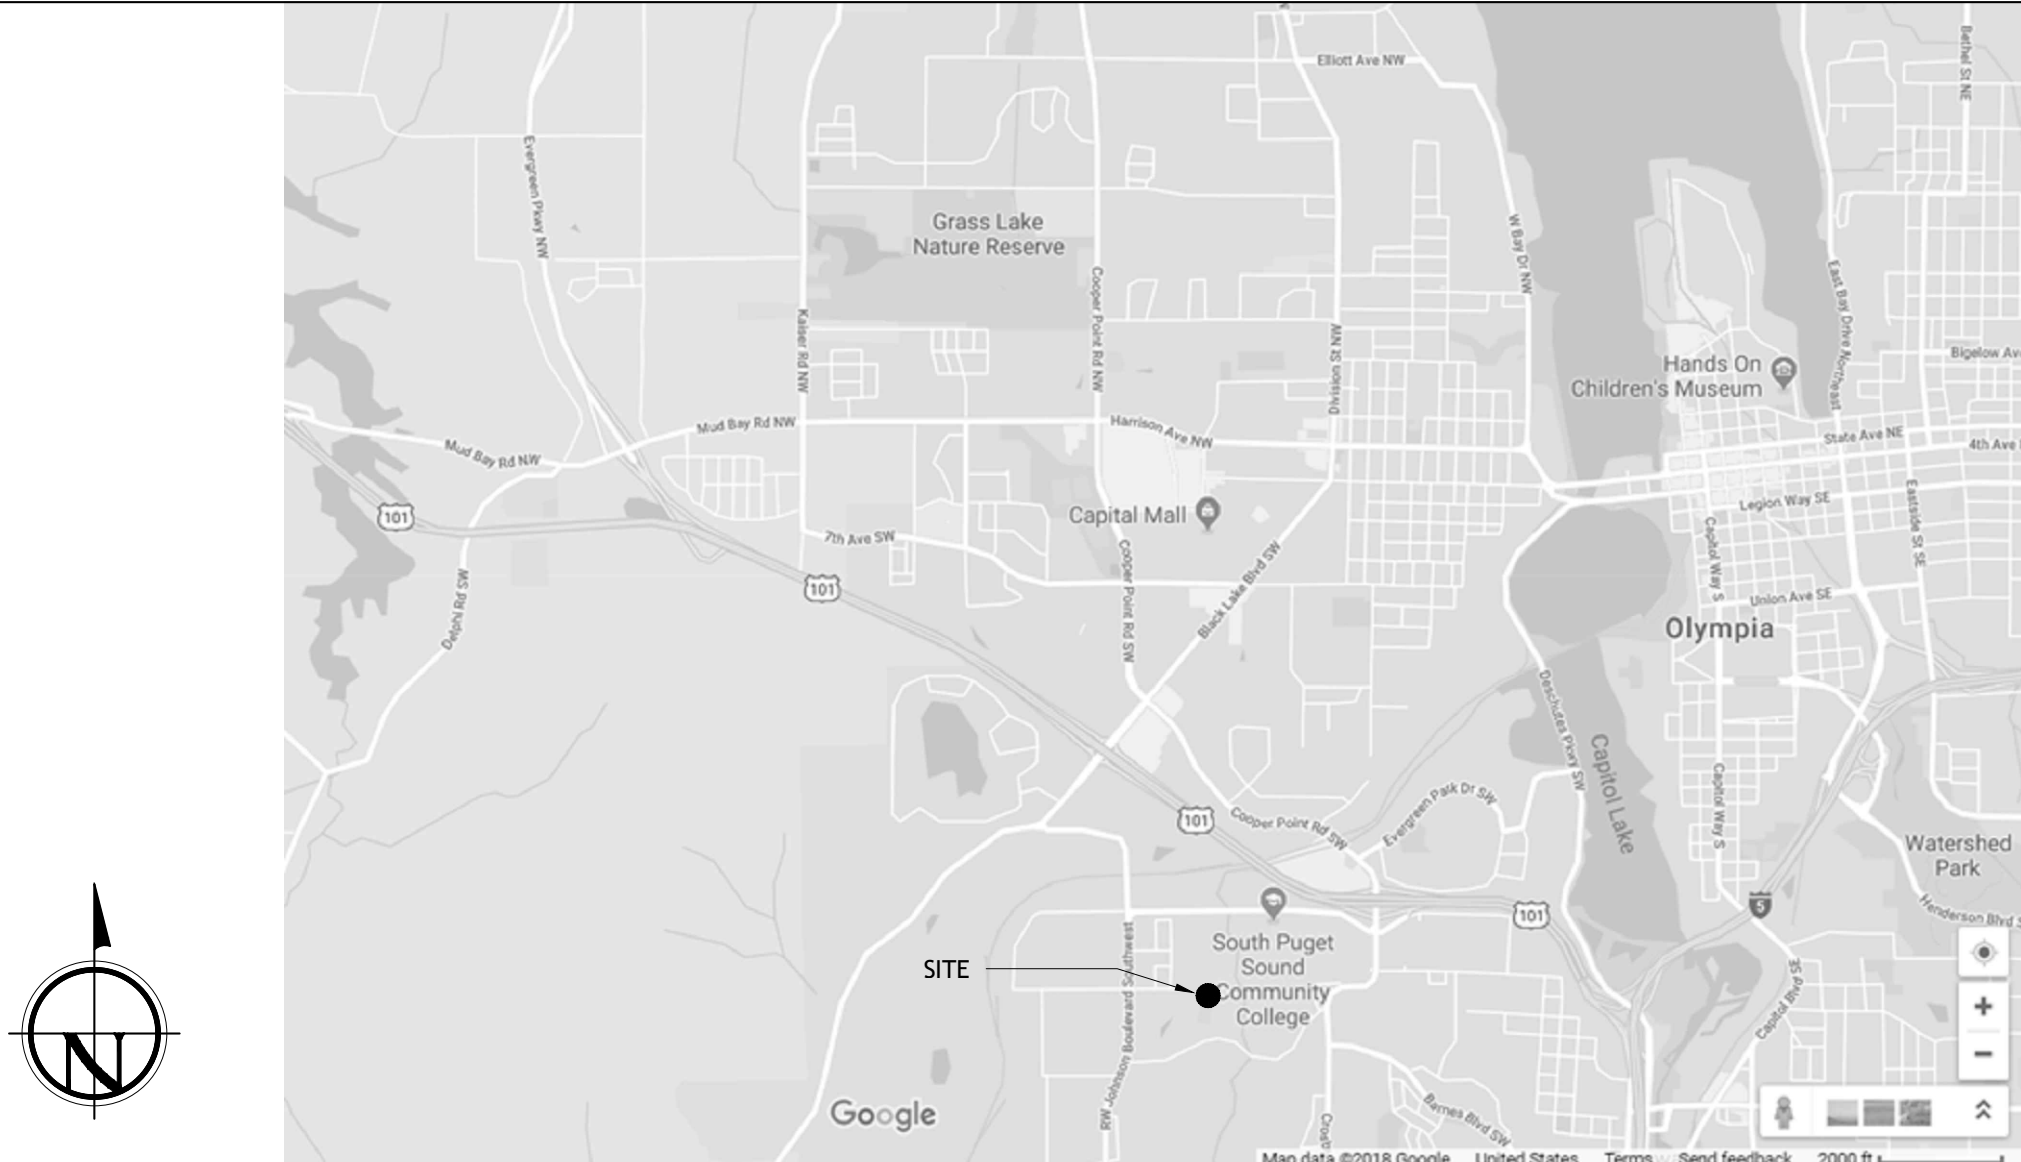 Elliott Ave NW
Bethel St NE
Evergreen Pkwy NW
Grass Lake
Nature Reserve
W Bay Dr NW
Cooper Point Rd NW
East Bay Drive Northeast
Kaiser Rd NW
Division St NW
Bigelow Av
Hands On
Children's Museum
Mud Bay Rd NW
Harrison Ave NW
State Ave NE
4th Ave
Mud Bay Rd NW
101
Capital Mall
Legion Way SE
Eastside St SE
7th Ave SW
Capitol Way S
Cooper Point Rd SW
Black Lake Blvd SW
101
Delphi Rd SW
Union Ave SE
Olympia
Deschutes Pkwy SW
Capitol Lake
Capitol Way S
Evergreen Park Dr SW
101
Cooper Point Rd SW
Watershed
Park
5
101
Henderson Blvd S
South Puget
Sound
Community
College
SITE
RW Johnson Boulevard Southwest
Capitol Blvd SE
N
Google
Barnes Blvd SW
Crosb
+
−
Map data ©2018 Google United States Terms Send feedback 2000 ft